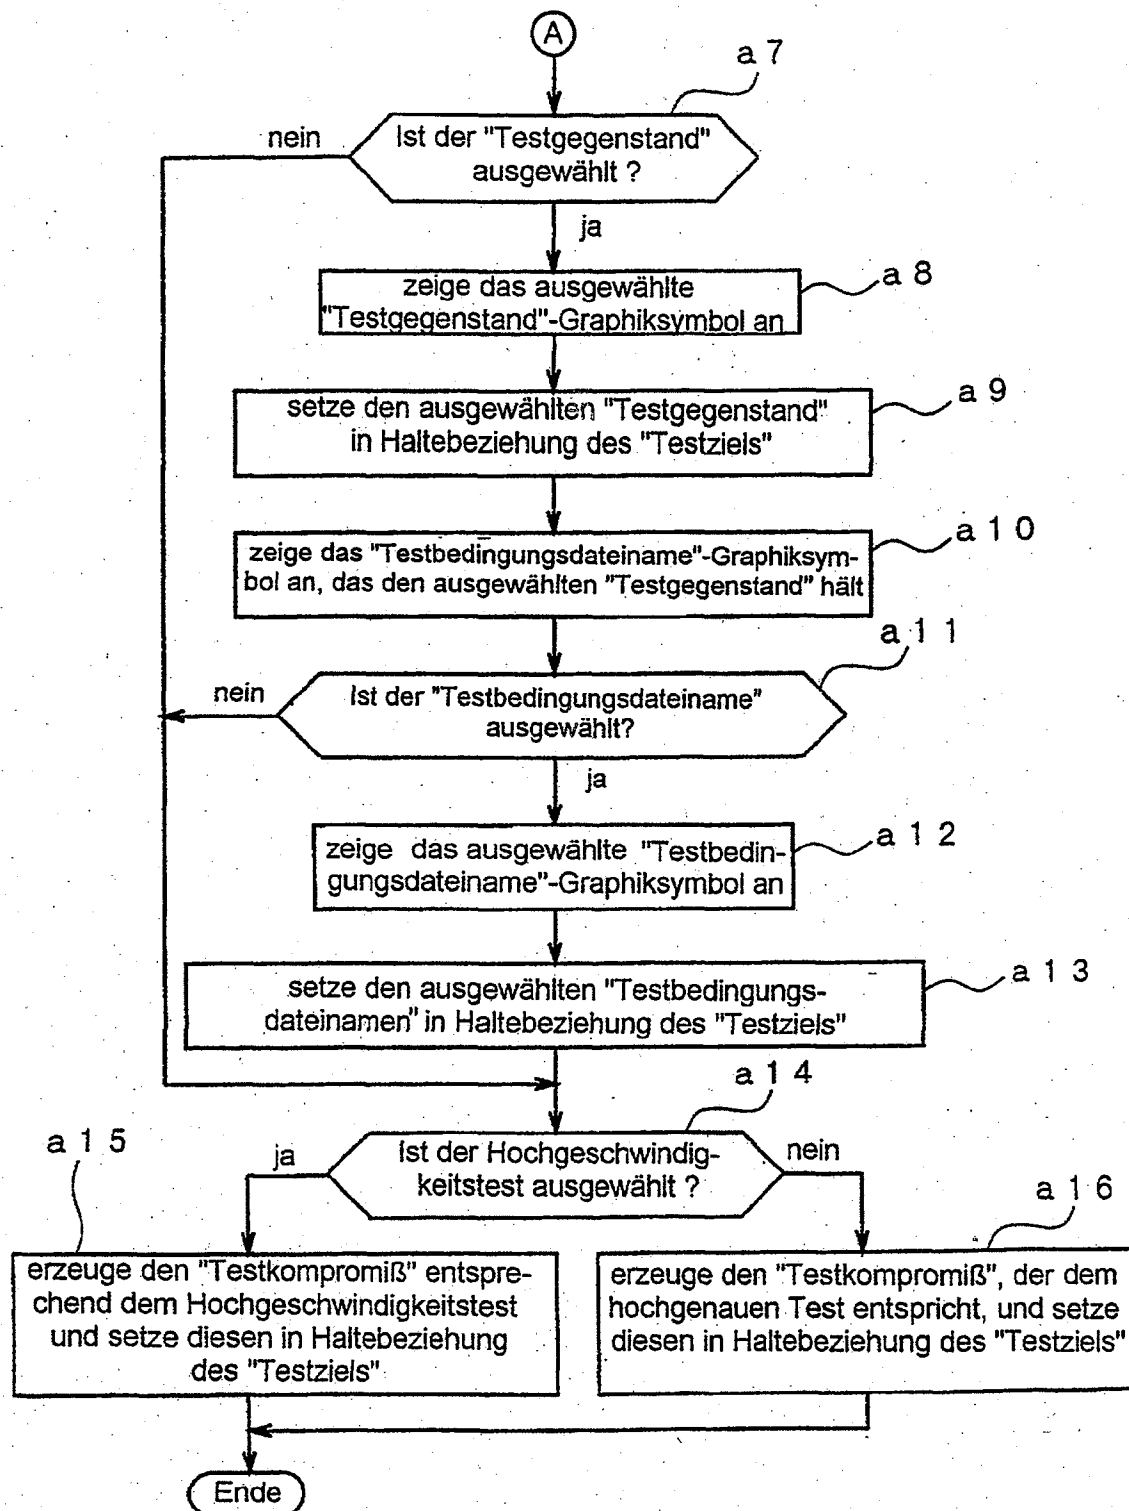 A
a 7
nein
Ist der "Testgegenstand"
ausgewählt ?
ja
a 8
zeige das ausgewählte
"Testgegenstand"-Graphiksymbol an
a 9
setze den ausgewählten "Testgegenstand"
in Haltebeziehung des "Testziels"
a 1 0
zeige das "Testbedingungsdateiname"-Graphiksym-
bol an, das den ausgewählten "Testgegenstand" hält
a 1 1
nein
Ist der "Testbedingungsdateiname"
ausgewählt?
ja
a 1 2
zeige das ausgewählte "Testbedin-
gungsdateiname"-Graphiksymbol an
a 1 3
setze den ausgewählten "Testbedingungs-
dateinamen" in Haltebeziehung des "Testziels"
a 1 4
a 1 5
ja
Ist der Hochgeschwindig-
keitstest ausgewählt ?
nein
a 1 6
erzeuge den "Testkompromiß" entspre-
chend dem Hochgeschwindigkeitstest
und setze diesen in Haltebeziehung
des "Testziels"
erzeuge den "Testkompromiß", der dem
hochgenauen Test entspricht, und setze
diesen in Haltebeziehung des "Testziels"
Ende